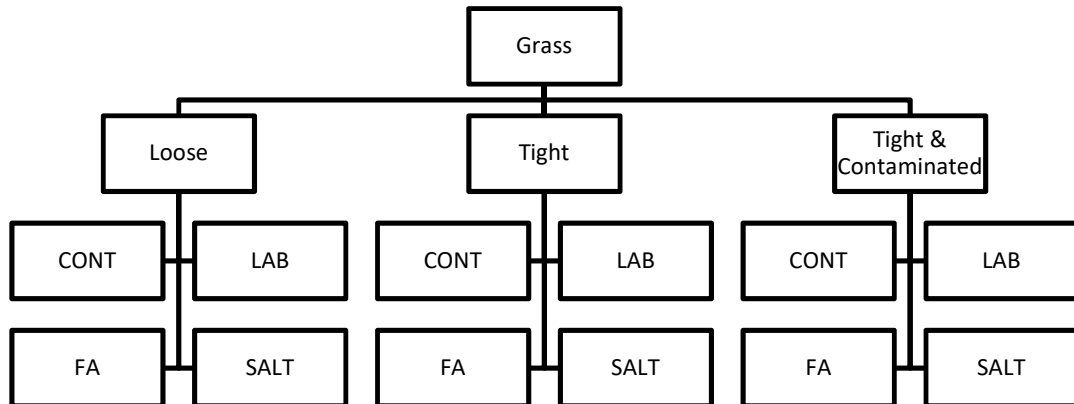 Grass
Loose
Tight
Tight &
Contaminated
CONT
LAB
CONT
LAB
CONT
LAB
FA
SALT
FA
SALT
FA
SALT